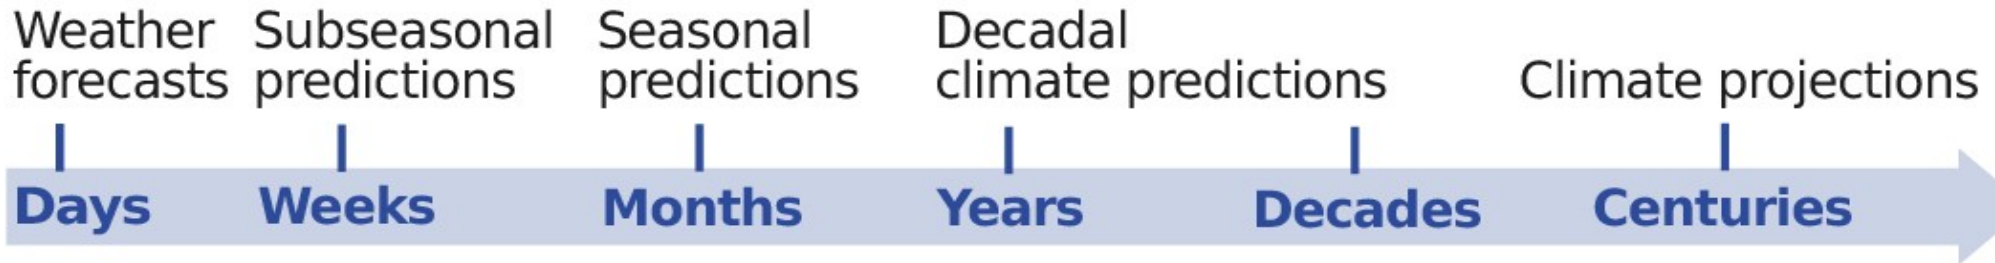 Weather
forecasts
Subseasonal
predictions
Seasonal
predictions
Decadal
climate predictions
Climate projections
Days
Weeks
Months
Years
Decades
Centuries